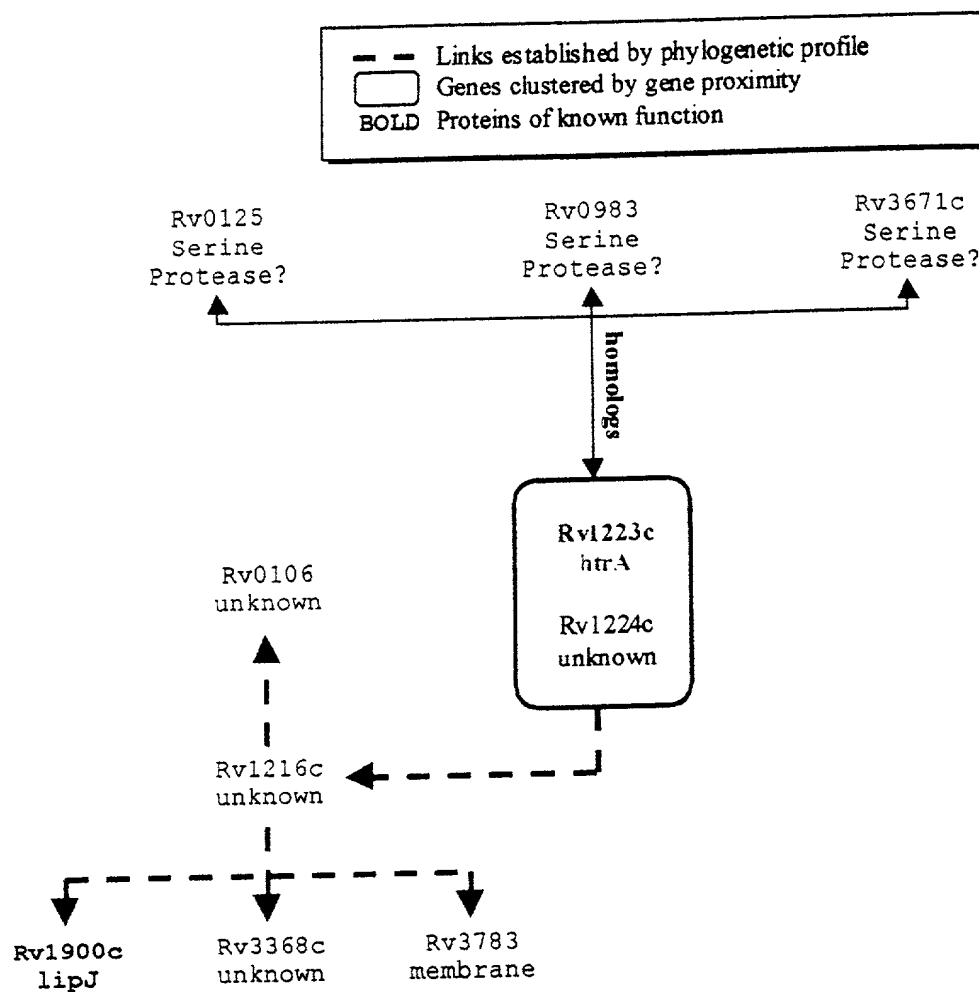 Links established by phylogenetic profile
Genes clustered by gene proximity
BOLD Proteins of known function
Rv0125
Serine
Protease?
Rv0983
Serine
Protease?
Rv3671c
Serine
Protease?
homologs
Rv1223c
htrA
Rv1224c
unknown
Rv0106
unknown
Rv1216c
unknown
Rv1900c
lipJ
Rv3368c
unknown
Rv3783
membrane